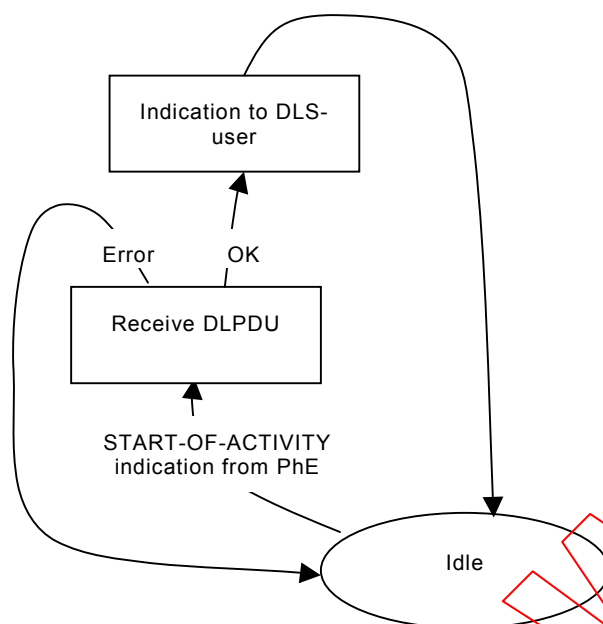 Indication to DLS-
user
Error
OK
Receive DLPDU
START-OF-ACTIVITY
indication from PhE
Idle